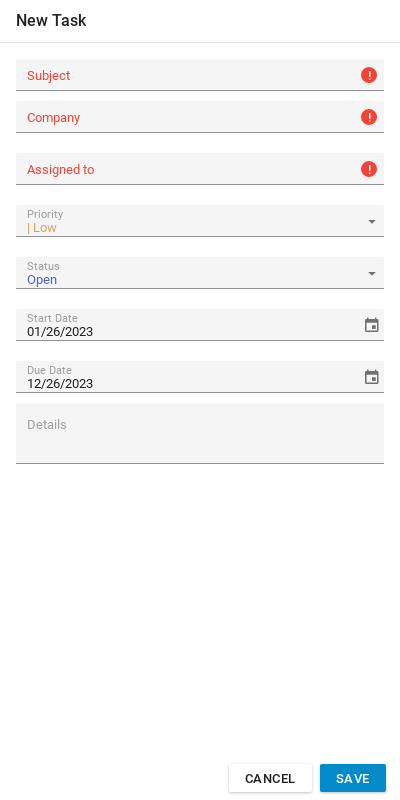 New Task
Subject
Company
Assigned to
Priority
| Low
Status
Open
Start Date
01/26/2023
Due Date
12/26/2023
Details
CANCEL
SAVE